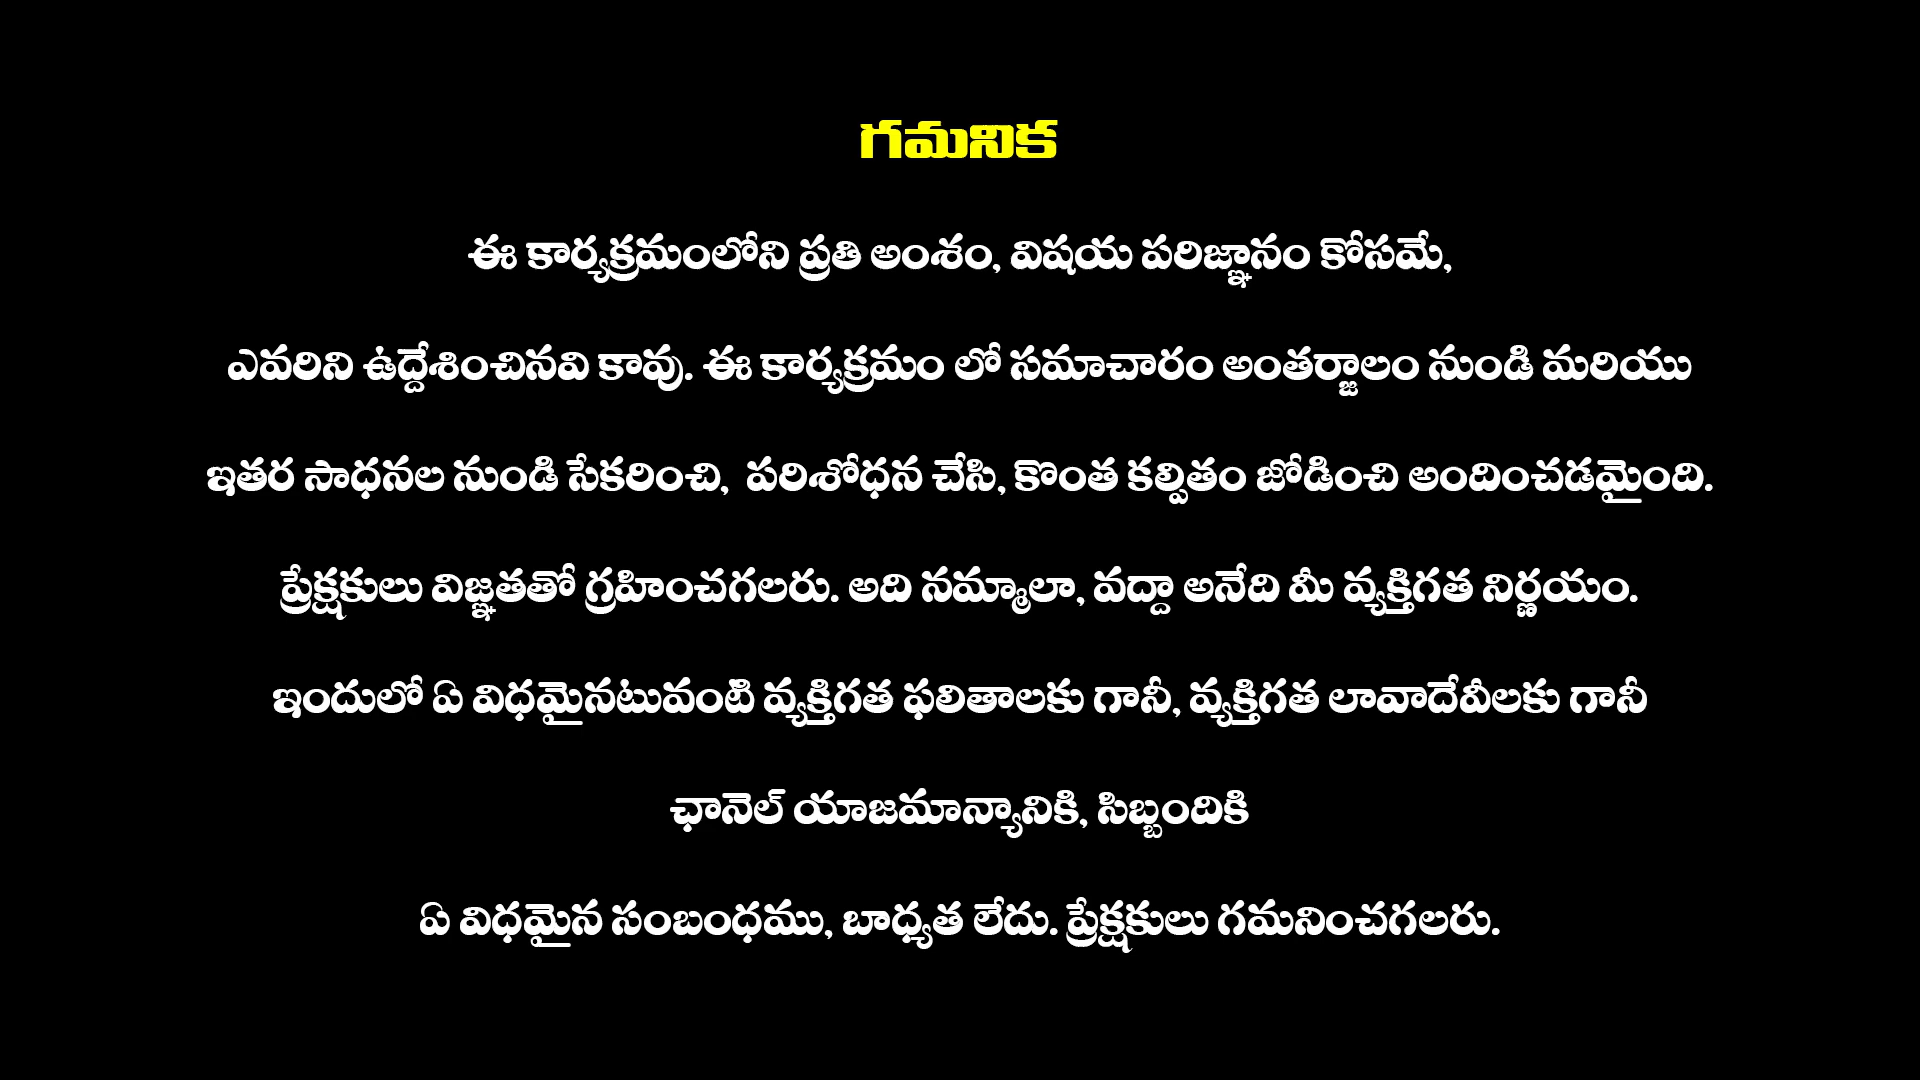 గమనిక
ఈ కార్యక్రమంలోని ప్రతి అంశం, విషయ పరిజ్ఞానం కోసమే,
ఎవరిని ఉద్దేశించినవి కావు. ఈ కార్యక్రమం లో సమాచారం అంతర్జాలం నుండి మరియు
ఇతర సాధనల నుండి సేకరించి, పరిశోధన చేసి, కొంత కల్పితం జోడించి అందించడమైంది.
ప్రేక్షకులు విజ్ఞతతో గ్రహించగలరు. అది నమ్మాలా, వద్దా అనేది మీ వ్యక్తిగత నిర్ణయం.
ఇందులో ఏ విధమైనటువంటి వ్యక్తిగత ఫలితాలకు గానీ, వ్యక్తిగత లావాదేవీలకు గానీ
ఛానెల్ యాజమాన్యానికి, సిబ్బందికి
ఏ విధమైన సంబంధము, బాధ్యత లేదు. ప్రేక్షకులు గమనించగలరు.